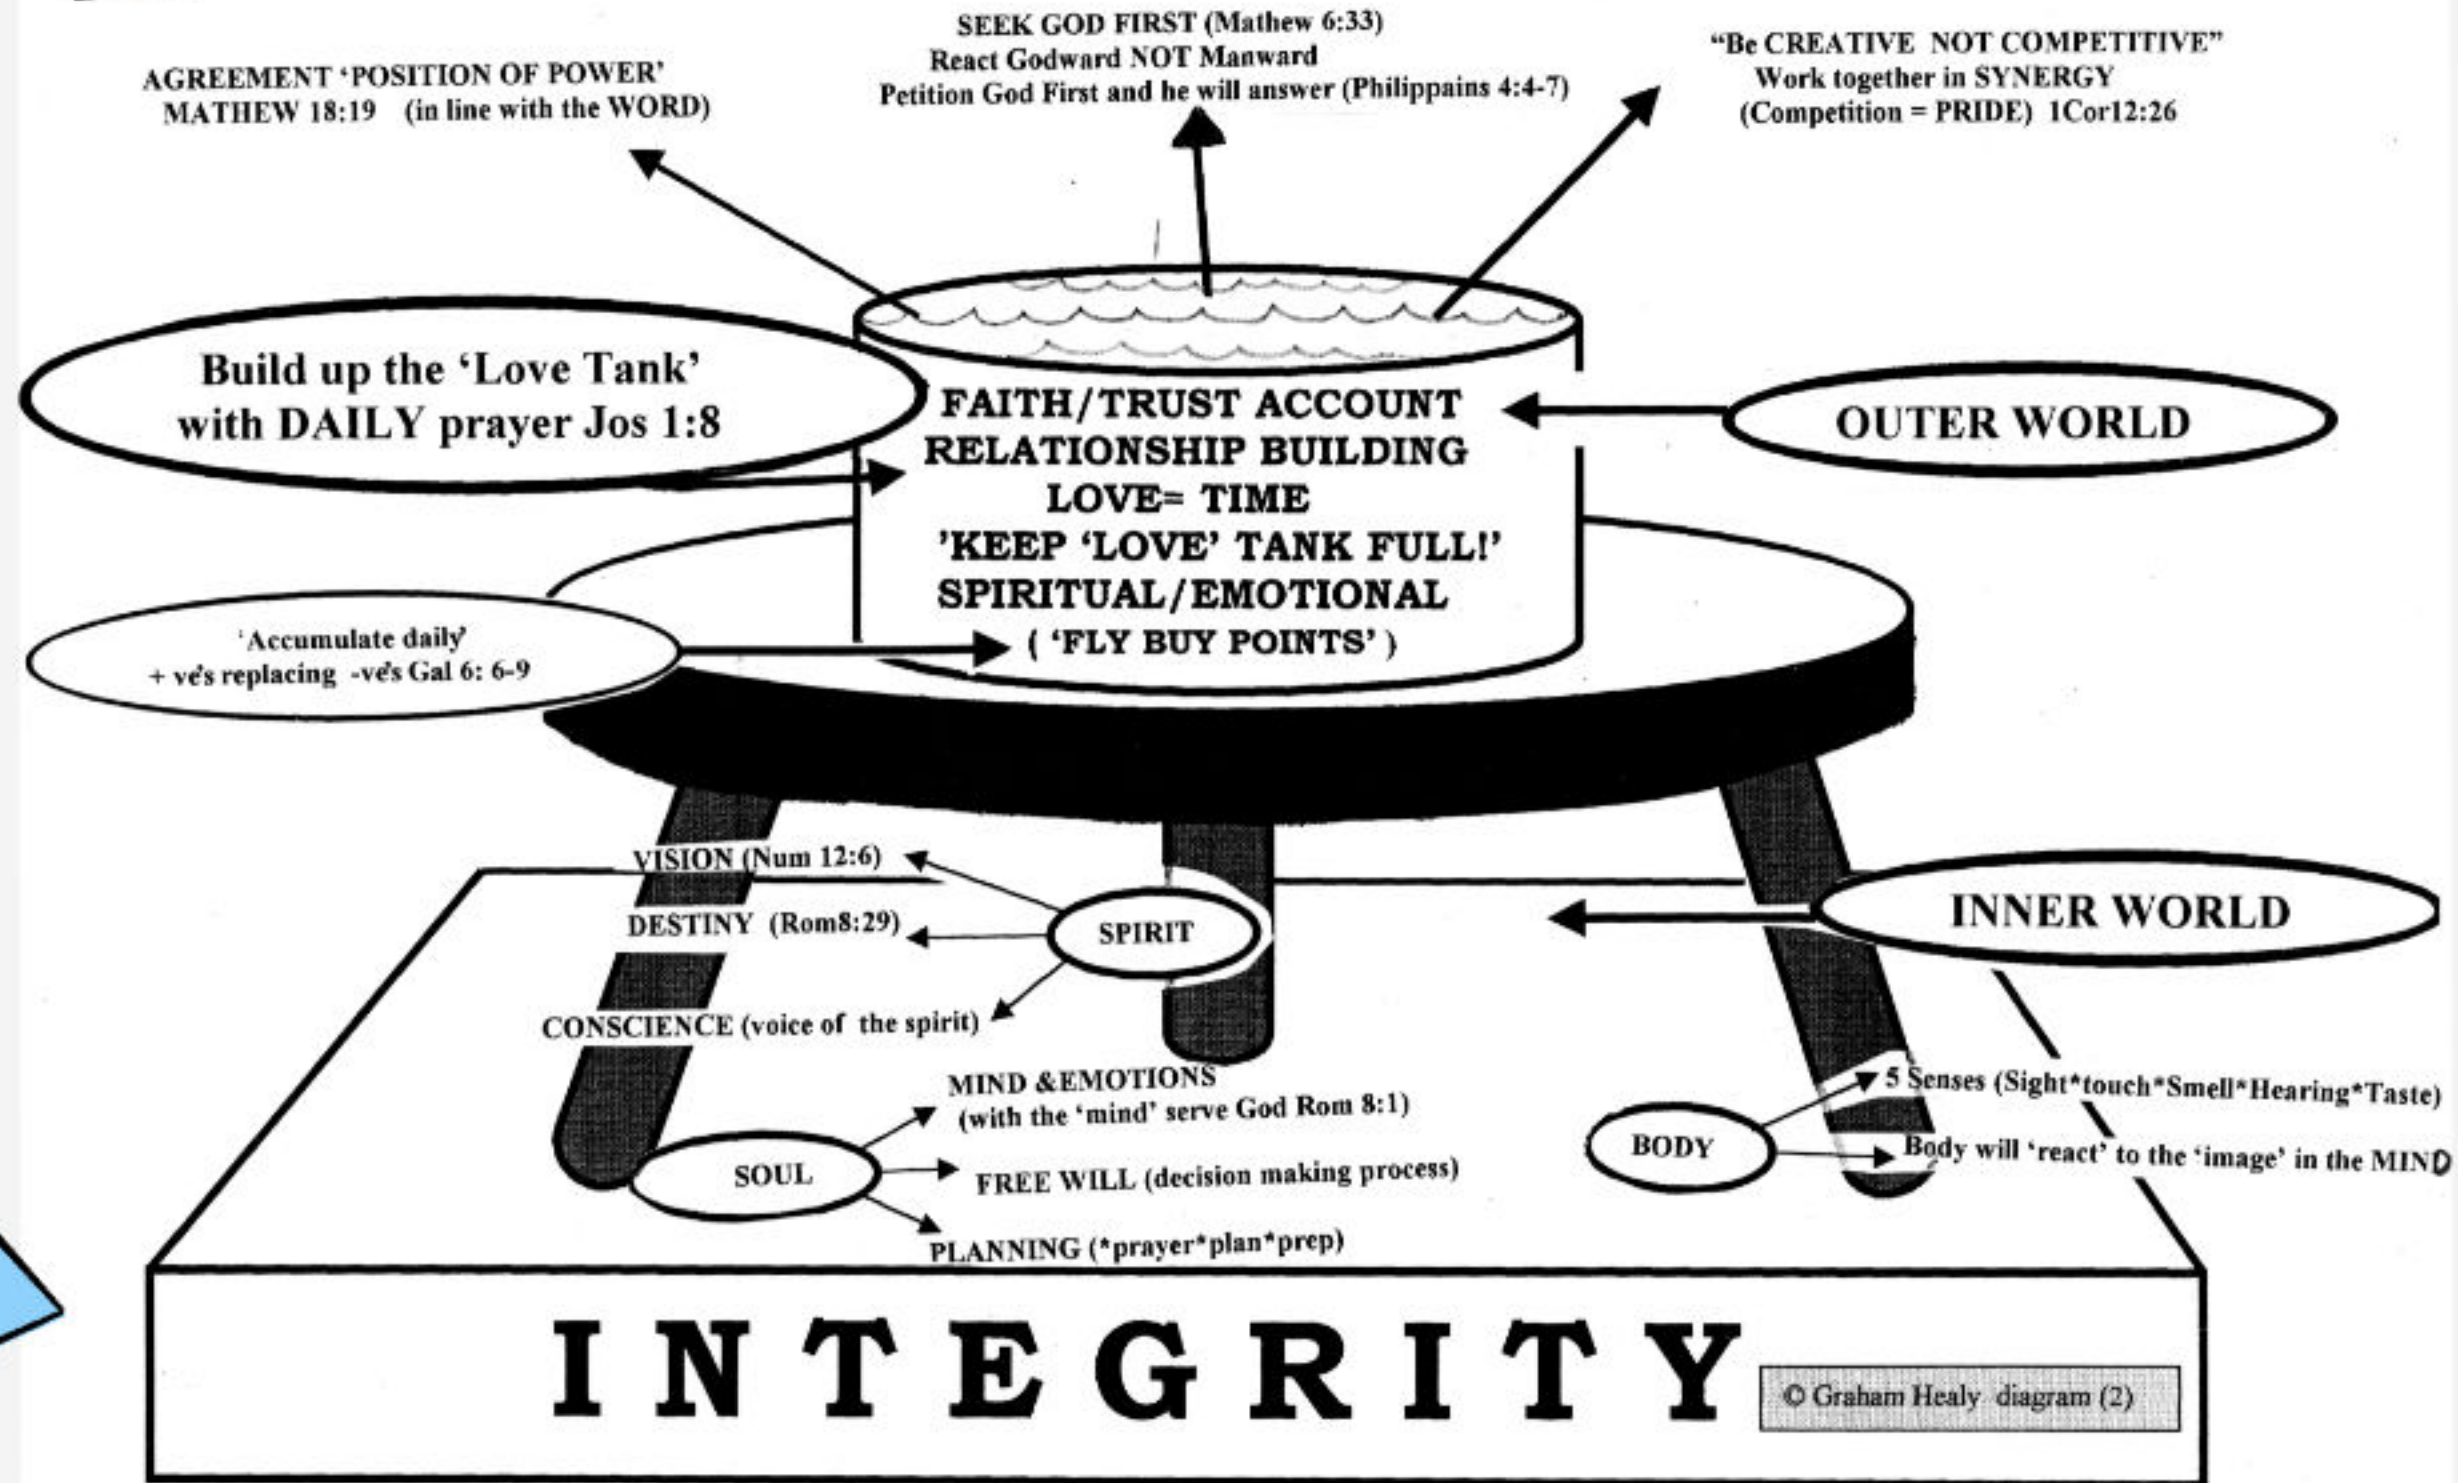 SEEK GOD FIRST (Mathew 6:33)
React Godward NOT Manward
Petition God First and he will answer (Philippains 4:4-7)
AGREEMENT ‘POSITION OF POWER’
MATHEW 18:19 (in line with the WORD)
“Be CREATIVE NOT COMPETITIVE”
Work together in SYNERGY
(Competition = PRIDE) 1Cor12:26
Build up the ‘Love Tank’
with DAILY prayer Jos 1:8
FAITH/TRUST ACCOUNT
RELATIONSHIP BUILDING
LOVE= TIME
’KEEP ‘LOVE’ TANK FULL!’
SPIRITUAL/EMOTIONAL
( ‘FLY BUY POINTS’ )
OUTER WORLD
‘Accumulate daily’
+ ve's replacing -ve's Gal 6: 6-9
VISION (Num 12:6)
DESTINY (Rom8:29)
CONSCIENCE (voice of the spirit)
SPIRIT
INNER WORLD
MIND &EMOTIONS
(with the ‘mind’ serve God Rom 8:1)
SOUL
FREE WILL (decision making process)
PLANNING (*prayer*plan*prep)
5 Senses (Sight*touch*Smell*Hearing*Taste)
BODY
Body will ‘react’ to the ‘image’ in the MIND
INTEGRITY
© Graham Healy diagram (2)